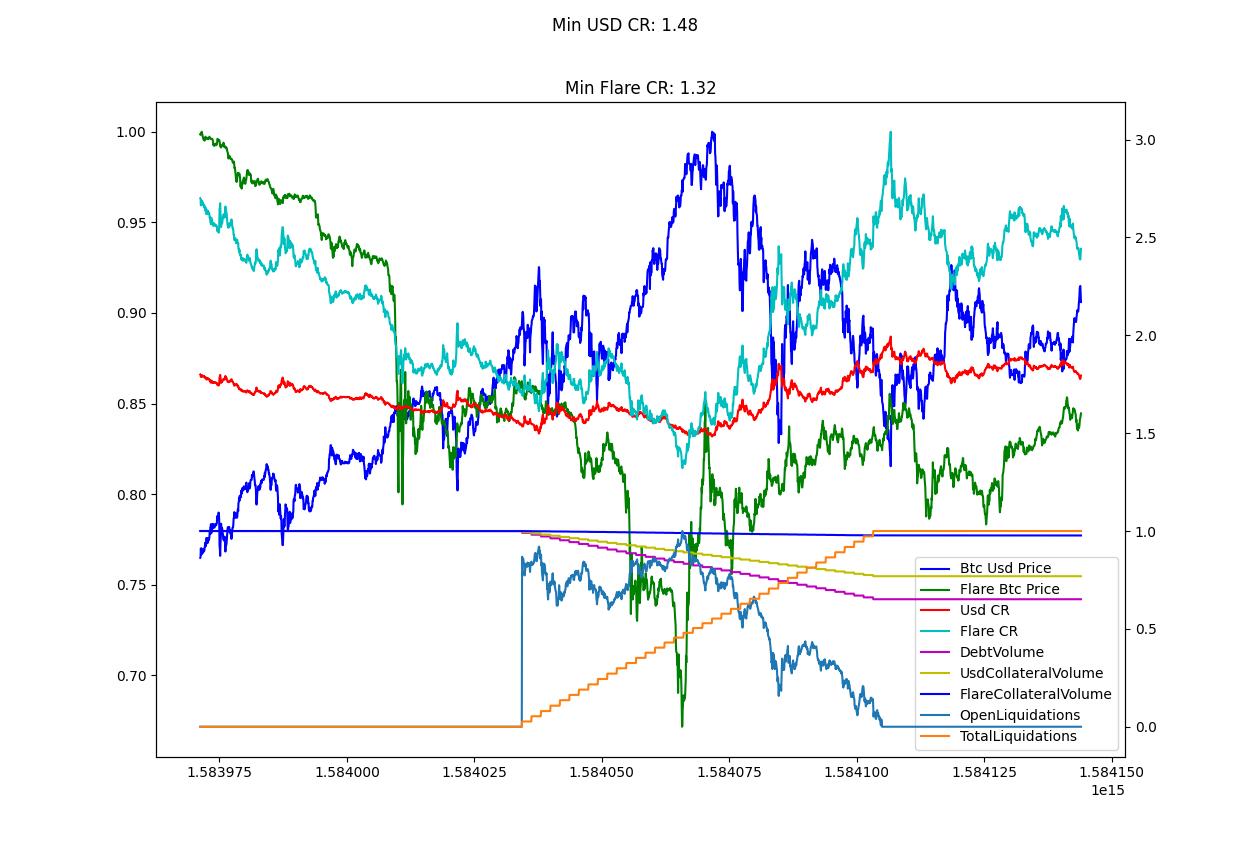 Min USD CR: 1.48
Min Flare CR: 1.32
1.00
0.95
0.90
0.85
0.80
0.75
0.70
3.0
2.5
2.0
1.5
1.0
0.5
0.0
Btc Usd Price
Flare Btc Price
Usd CR
Flare CR
DebtVolume
UsdCollateralVolume
FlareCollateralVolume
OpenLiquidations
TotalLiquidations
1.583975 1.584000 1.584025 1.584050 1.584075 1.584100 1.584125 1.584150
1e15